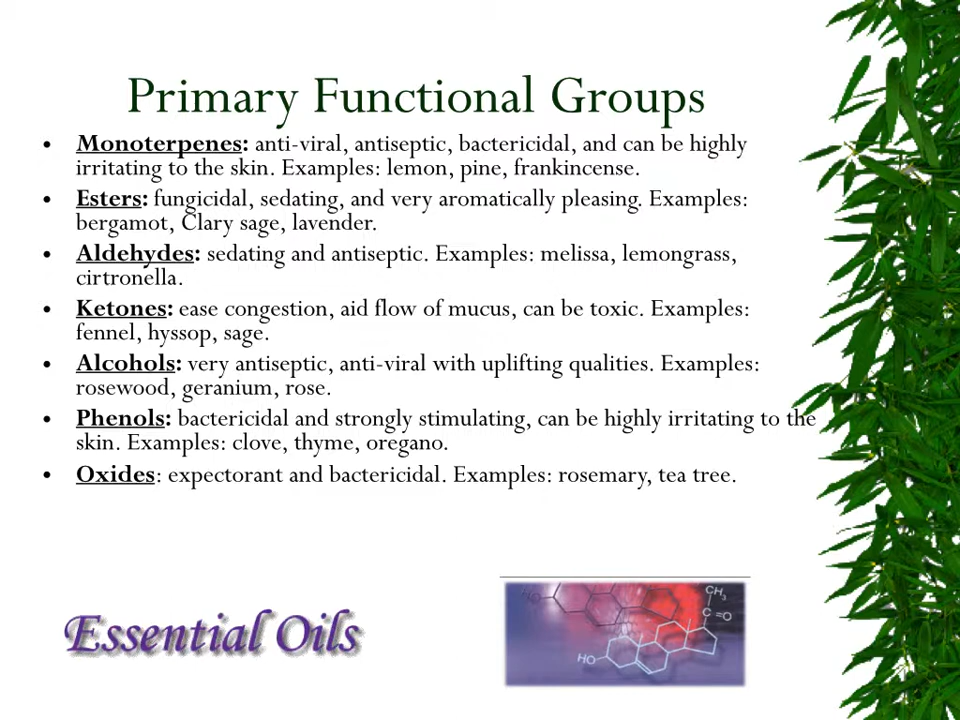 Primary Functional Groups
• Monoterpenes: anti-viral, antiseptic, bactericidal, and can be highly
irritating to the skin. Examples: lemon, pine, frankincense.
• Esters: fungicidal, sedating, and very aromatically pleasing. Examples:
bergamot, Clary sage, lavender.
• Aldehydes: sedating and antiseptic. Examples: melissa, lemongrass,
cirtronella.
• Ketones: ease congestion, aid flow of mucus, can be toxic. Examples:
fennel, hyssop, sage.
• Alcohols: very antiseptic, anti-viral with uplifting qualities. Examples:
rosewood, geranium, rose.
• Phenols: bactericidal and strongly stimulating, can be highly irritating to the
skin. Examples: clove, thyme, oregano.
• Oxides: expectorant and bactericidal. Examples: rosemary, tea tree.
Essential Oils
HO
CH3
C=O
HO